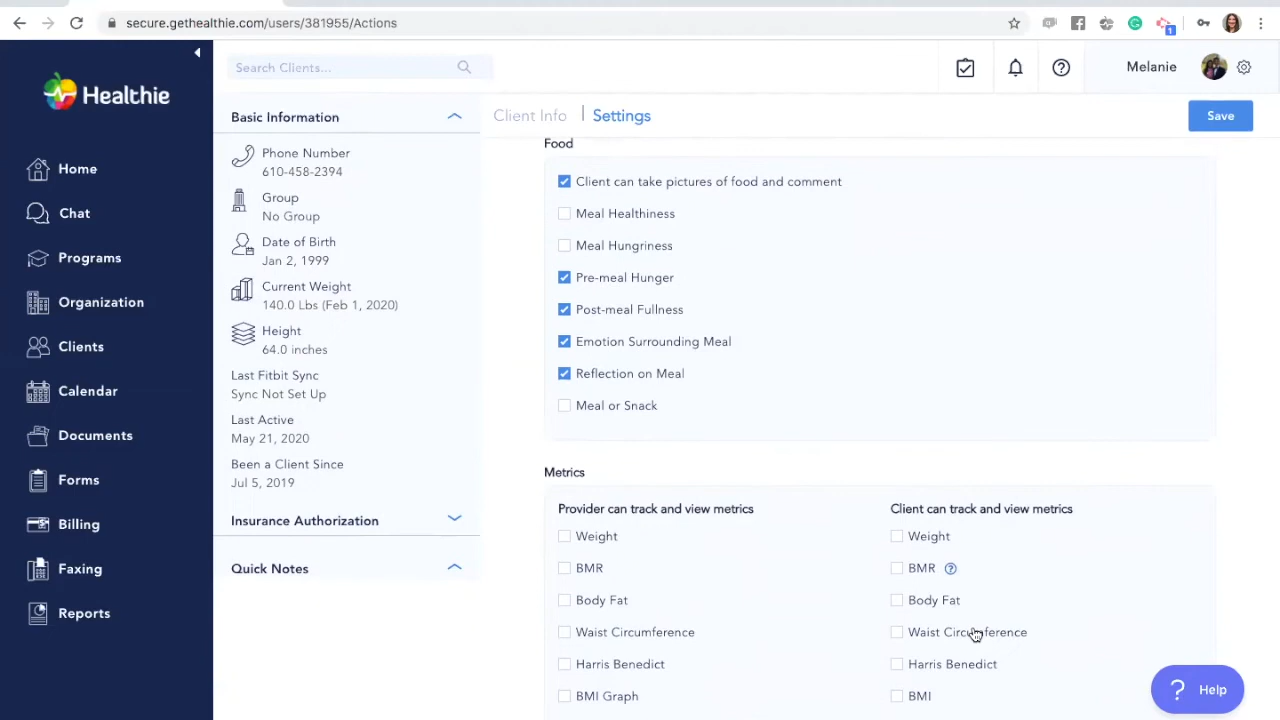 secure.gethealthie.com/users/381955/Actions
1
Healthie
Search Clients...
Melanie
Home
Chat
Programs
Organization
Clients
Calendar
Documents
Forms
Billing
Faxing
Reports
Basic Information
Phone Number
610-458-2394
Group
No Group
Date of Birth
Jan 2, 1999
Current Weight
140.0 Lbs (Feb 1, 2020)
Height
64.0 inches
Last Fitbit Sync
Sync Not Set Up
Last Active
May 21, 2020
Been a Client Since
Jul 5, 2019
Insurance Authorization
Quick Notes
Client Info | Settings
Save
Food
Client can take pictures of food and comment
Meal Healthiness
Meal Hungriness
Pre-meal Hunger
Post-meal Fullness
Emotion Surrounding Meal
Reflection on Meal
Meal or Snack
Metrics
Provider can track and view metrics
Weight
BMR
Body Fat
Waist Circumference
Harris Benedict
BMI Graph
Client can track and view metrics
Weight
BMR ?
Body Fat
Waist Circumference
Harris Benedict
BMI
? Help